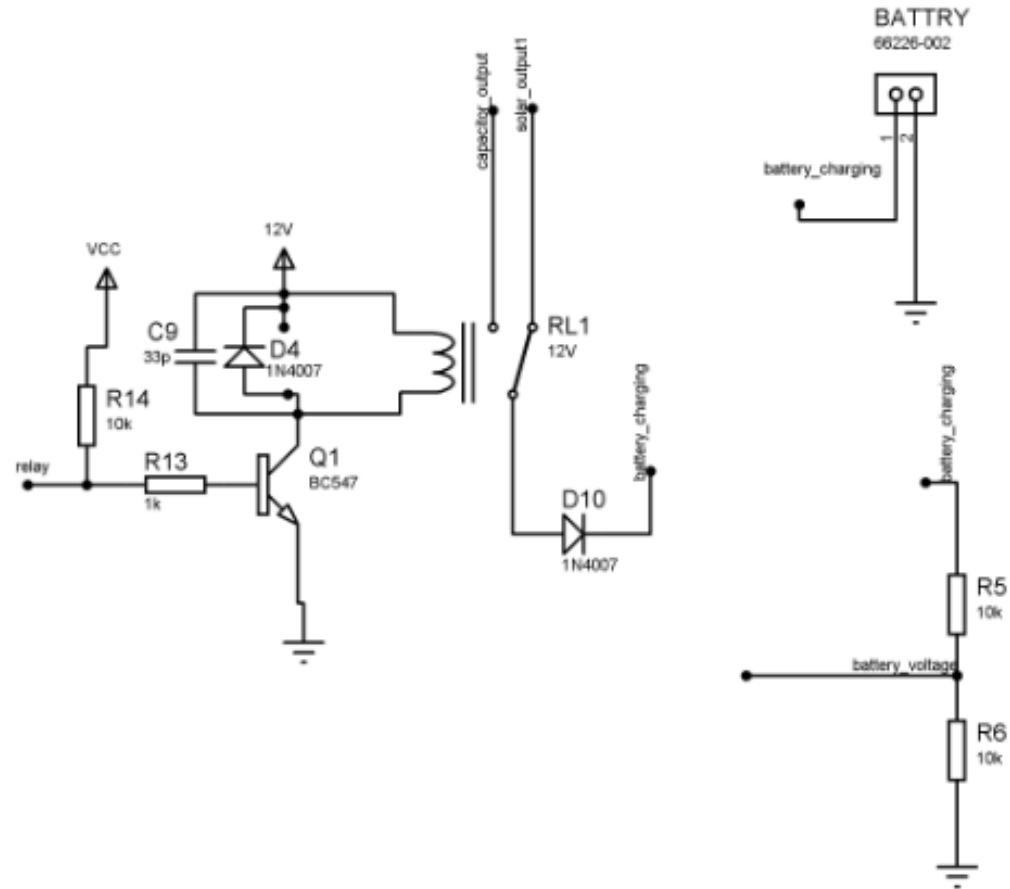 BATTRY
66226-002
capacitor_output
solar_output1
1
2
battery_charging
12V
VCC
C9
33p
D4
1N4007
RL1
12V
R14
10k
battery_charging
battery_charging
relay
R13
1k
Q1
BC547
D10
1N4007
R5
10k
battery_voltage
R6
10k